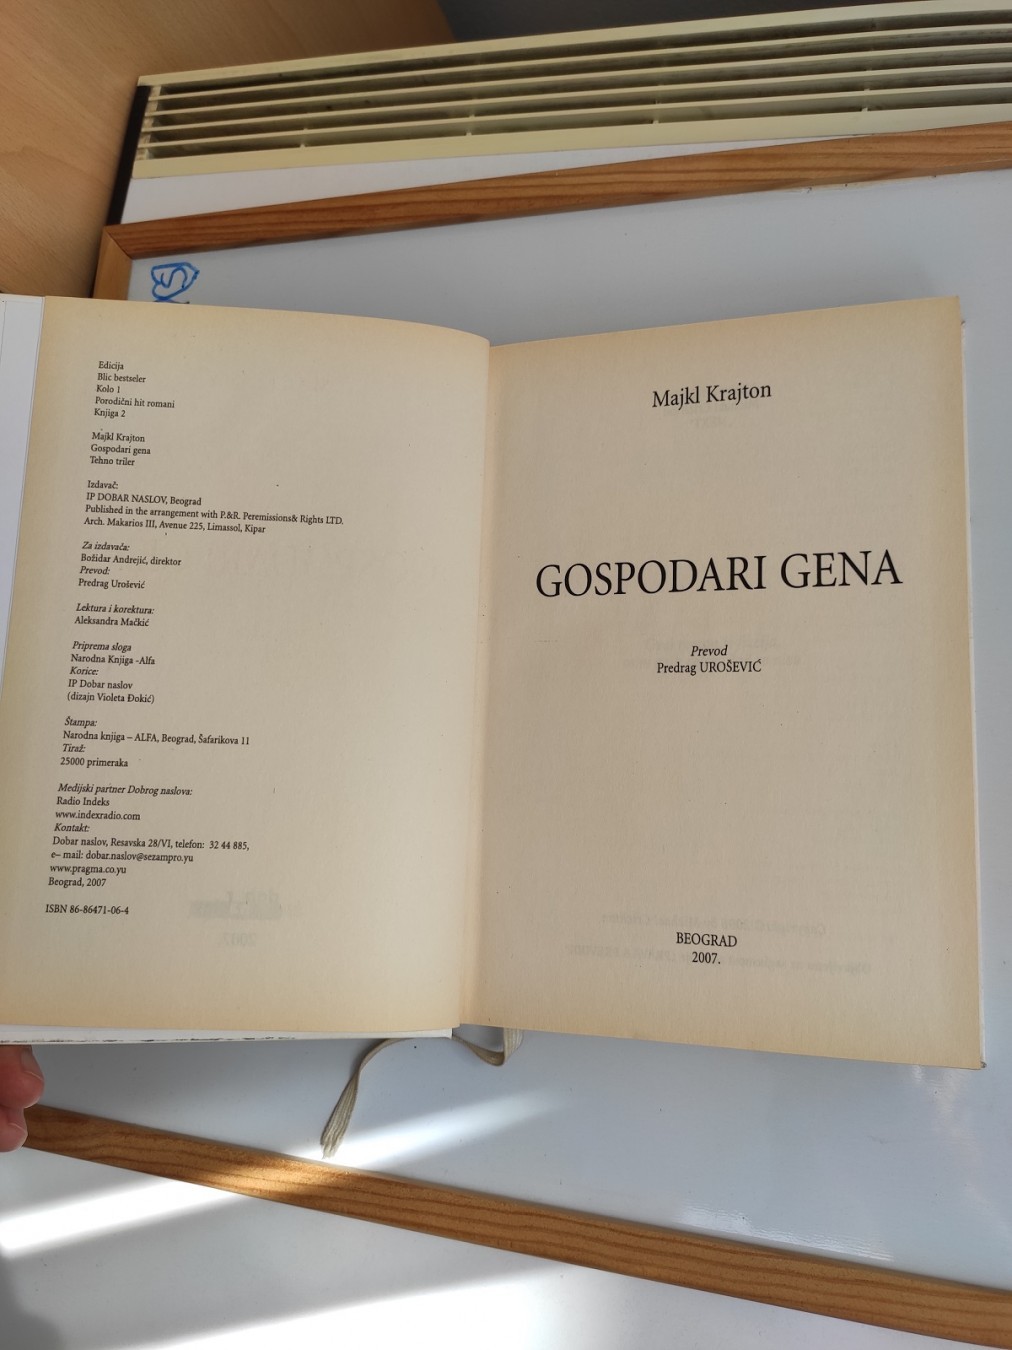 Edicija
Blic bestseler
Kolo 1
Porodični hit romani
Knjiga 2
Majkl Krajton
Gospodari gena
Tehno triler
Izdavač:
IP DOBAR NASLOV, Beograd
Published in the arrangement with P.&R. Peremissions& Rights LTD.
Arch. Makarios III, Avenue 225, Limassol, Kipar
Za izdavača:
Božidar Andrejić, direktor
Prevod:
Predrag Urošević
Lektura i korektura:
Aleksandra Mačkić
Priprema sloga
Narodna Knjiga -Alfa
Korice:
IP Dobar naslov
(dizajn Violeta Đokić)
Štampa:
Narodna knjiga – ALFA, Beograd, Šafarikova 11
Tiraž:
25000 primeraka
Medijski partner Dobrog naslova:
Radio Indeks
www.indexradio.com
Kontakt:
Dobar naslov, Resavska 28/VI, telefon: 32 44 885,
e– mail: dobar.naslov@sezampro.yu
www.pragma.co.yu
Beograd, 2007
ISBN 86-86471-06-4
Majkl Krajton
GOSPODARI GENA
Prevod
Predrag UROŠEVIĆ
BEOGRAD
2007.